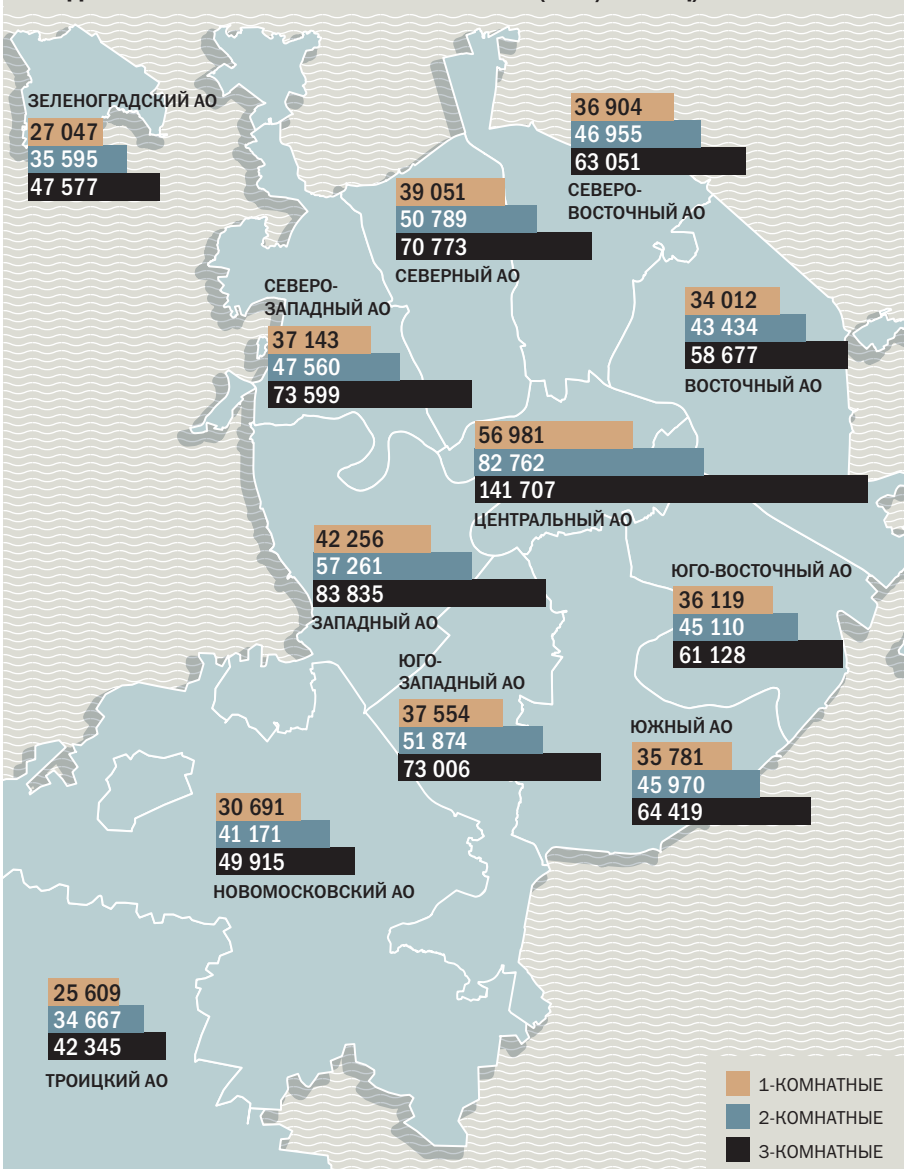 ЗЕЛЕНОГРАДСКИЙ АО
27 047
35 595
47 577
36 904
46 955
63 051
СЕВЕРО-
ВОСТОЧНЫЙ АО
39 051
50 789
70 773
СЕВЕРНЫЙ АО
СЕВЕРО-
ЗАПАДНЫЙ АО
37 143
47 560
73 599
34 012
43 434
58 677
ВОСТОЧНЫЙ АО
56 981
82 762
141 707
ЦЕНТРАЛЬНЫЙ АО
42 256
57 261
83 835
ЗАПАДНЫЙ АО
ЮГО-ВОСТОЧНЫЙ АО
36 119
45 110
61 128
ЮГО-
ЗАПАДНЫЙ АО
37 554
51 874
73 006
ЮЖНЫЙ АО
35 781
45 970
64 419
30 691
41 171
49 915
НОВОМОСКОВСКИЙ АО
25 609
34 667
42 345
ТРОИЦКИЙ АО
1-КОМНАТНЫЕ
2-КОМНАТНЫЕ
3-КОМНАТНЫЕ